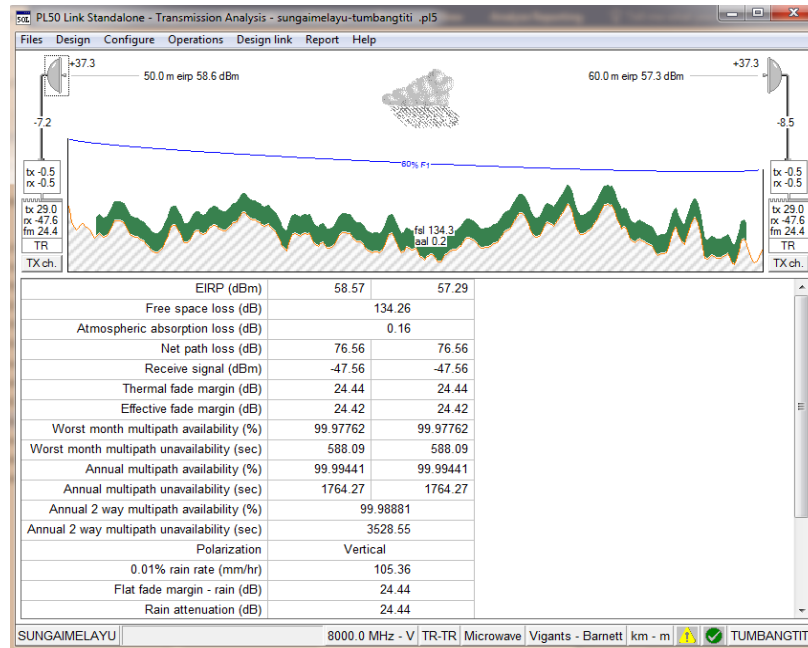 PL50 Link Standalone - Transmission Analysis - sungaimelayu-tumbangtiti .pl5
Files Design Configure Operations Design link Report Help
+37.3 50.0 m eirp 58.6 dBm 60.0 m eirp 57.3 dBm +37.3
-7.2 -8.5
60% F1
tx -0.5 tx -0.5
rx -0.5 rx -0.5
tx 29.0 tx 29.0
rx -47.6 rx -47.6
fm 24.4 fm 24.4
fsl 134.3
aal 0.2
TR TR
TX ch. TX ch.
EIRP (dBm) 58.57 57.29
Free space loss (dB) 134.26
Atmospheric absorption loss (dB) 0.16
Net path loss (dB) 76.56 76.56
Receive signal (dBm) -47.56 -47.56
Thermal fade margin (dB) 24.44 24.44
Effective fade margin (dB) 24.42 24.42
Worst month multipath availability (%) 99.97762 99.97762
Worst month multipath unavailability (sec) 588.09 588.09
Annual multipath availability (%) 99.99441 99.99441
Annual multipath unavailability (sec) 1764.27 1764.27
Annual 2 way multipath availability (%) 99.98881
Annual 2 way multipath unavailability (sec) 3528.55
Polarization Vertical
0.01% rain rate (mm/hr) 105.36
Flat fade margin - rain (dB) 24.44
Rain attenuation (dB) 24.44
SUNGAIMELAYU 8000.0 MHz - V TR-TR Microwave Vigants - Barnett km - m TUMBANGTIT